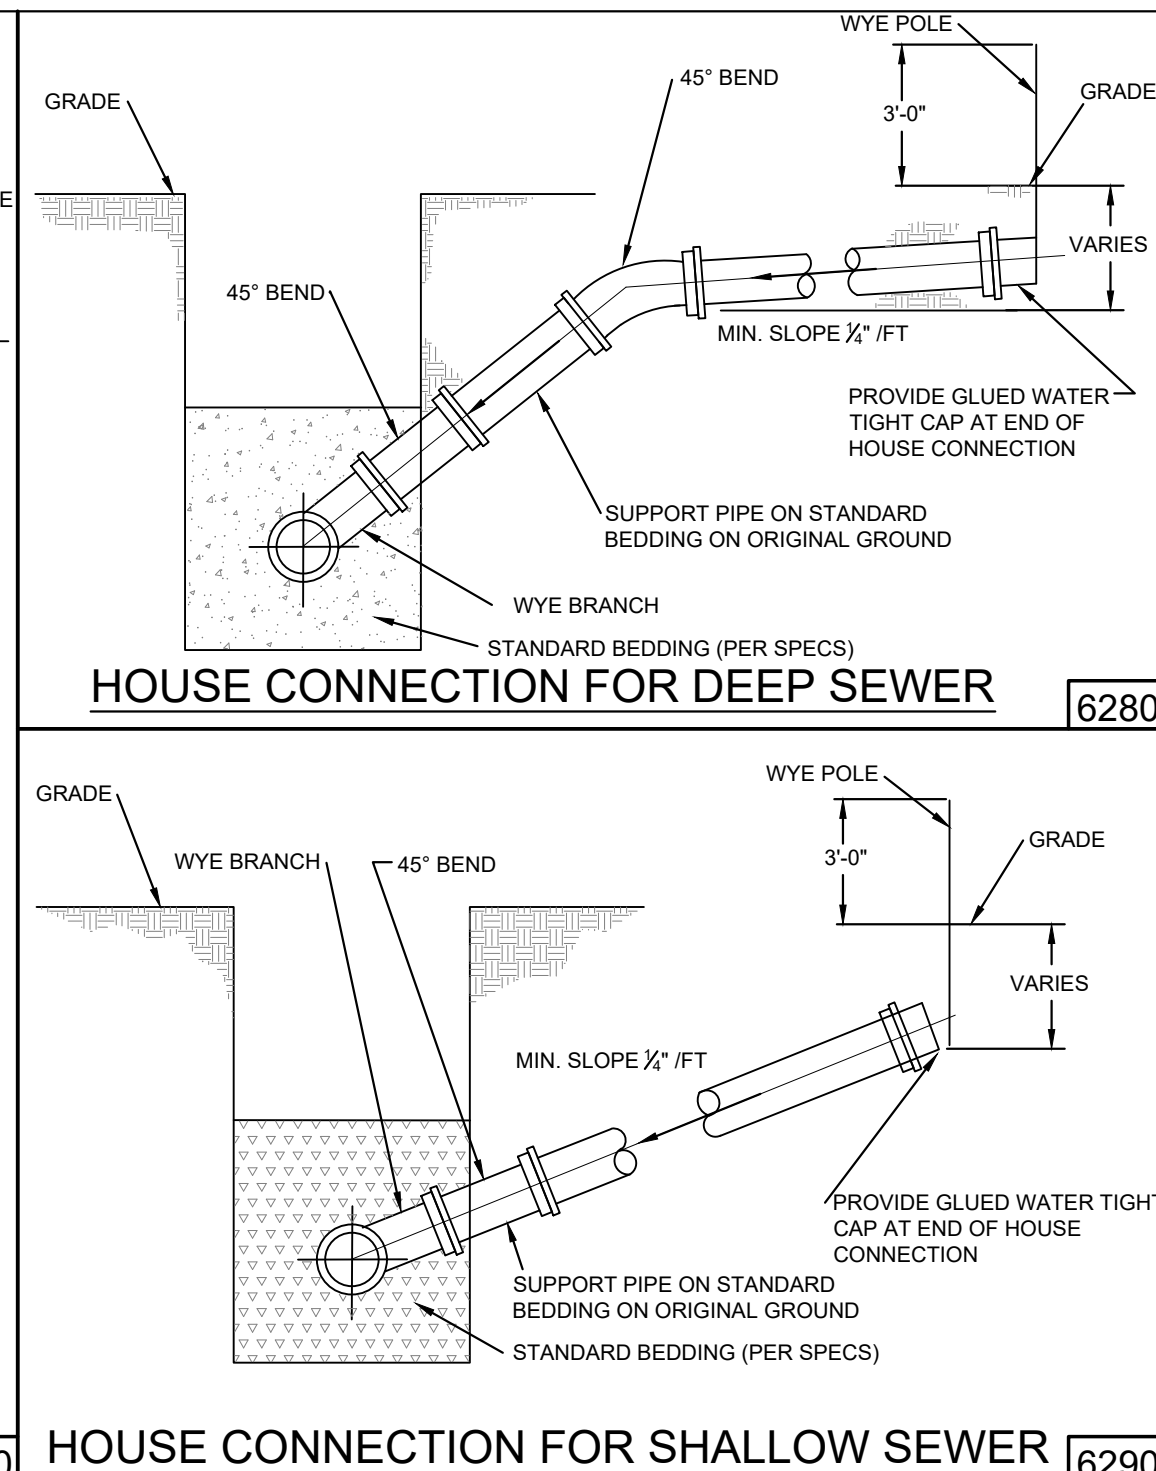 WYE POLE
45° BEND
GRADE
GRADE
3'-0"
E
VARIES
45° BEND
MIN. SLOPE ¼" /FT
PROVIDE GLUED WATER
TIGHT CAP AT END OF
HOUSE CONNECTION
SUPPORT PIPE ON STANDARD
BEDDING ON ORIGINAL GROUND
WYE BRANCH
STANDARD BEDDING (PER SPECS)
HOUSE CONNECTION FOR DEEP SEWER
6280
WYE POLE
GRADE
GRADE
3'-0"
WYE BRANCH
45° BEND
VARIES
MIN. SLOPE ¼" /FT
PROVIDE GLUED WATER TIGHT
CAP AT END OF HOUSE
CONNECTION
SUPPORT PIPE ON STANDARD
BEDDING ON ORIGINAL GROUND
STANDARD BEDDING (PER SPECS)
0
HOUSE CONNECTION FOR SHALLOW SEWER
6290